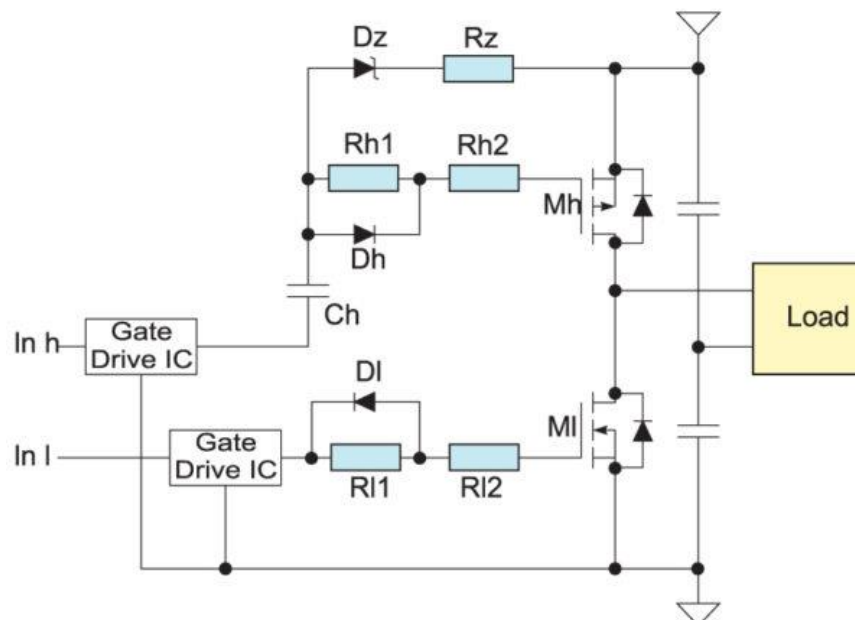 Dz
Rz
Rh1
Rh2
Mh
Dh
Ch
In h
Gate
Drive IC
Load
Dl
Ml
In l
Gate
Drive IC
Rl1
Rl2